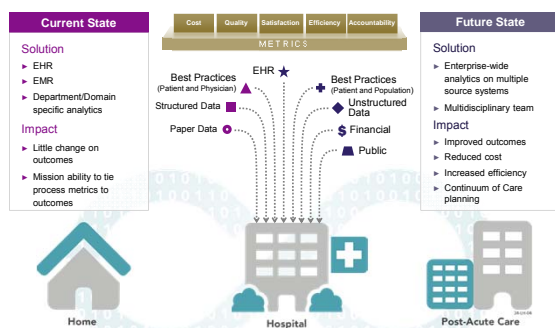 Current State
Solution
EHR
EMR
Department/Domain
specific analytics
Impact
Little change on
outcomes
Mission ability to tie
process metrics to
outcomes
Cost
Quality
Satisfaction
Efficiency
Accountability
METRICS
EHR
Best Practices
(Patient and Physician)
Structured Data
Paper Data
Best Practices
(Patient and Population)
Unstructured
Data
$ Financial
Public
Future State
Solution
Enterprise-wide
analytics on multiple
source systems
Multidisciplinary team
Impact
Improved outcomes
Reduced cost
Increased efficiency
Continuum of Care
planning
Home
Hospital
Post-Acute Care